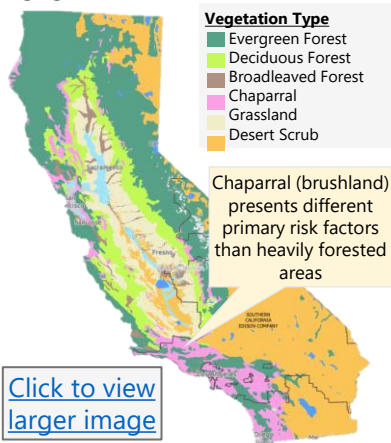 Vegetation Type
Evergreen Forest
Deciduous Forest
Broadleaved Forest
Chaparral
Grassland
Desert Scrub
Sacramento
Chaparral (brushland)
presents different
primary risk factors
than heavily forested
areas
Fresno
SOUTHERN
CALIFORNIA
EDISON COMPANY
Click to view
larger image